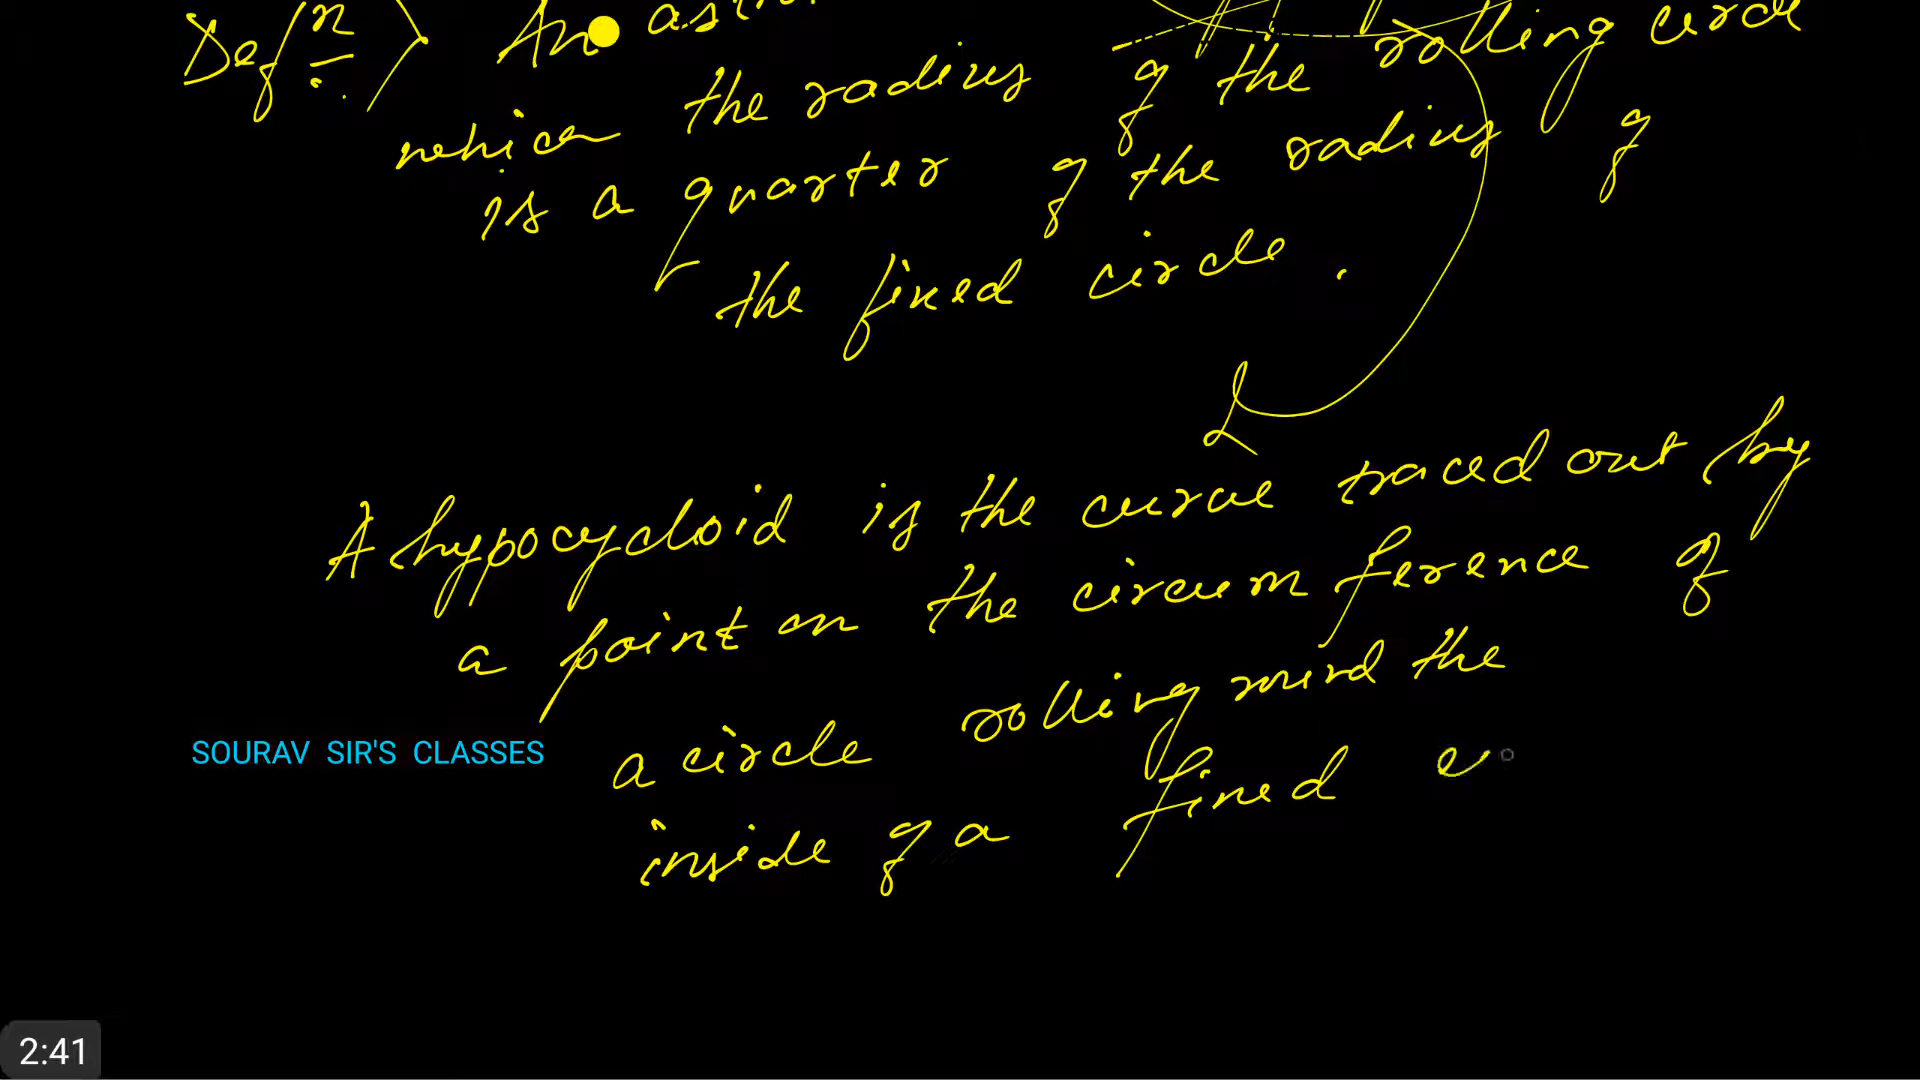 Def/n) An
which the radius of the rolling circle
is a quarter of the radius of
the fixed circle.
A hypocycloid is the curve traced out by
a point on the circumference of
a circle rolling round the
inside of a fixed
SOURAV SIR'S CLASSES
2:41